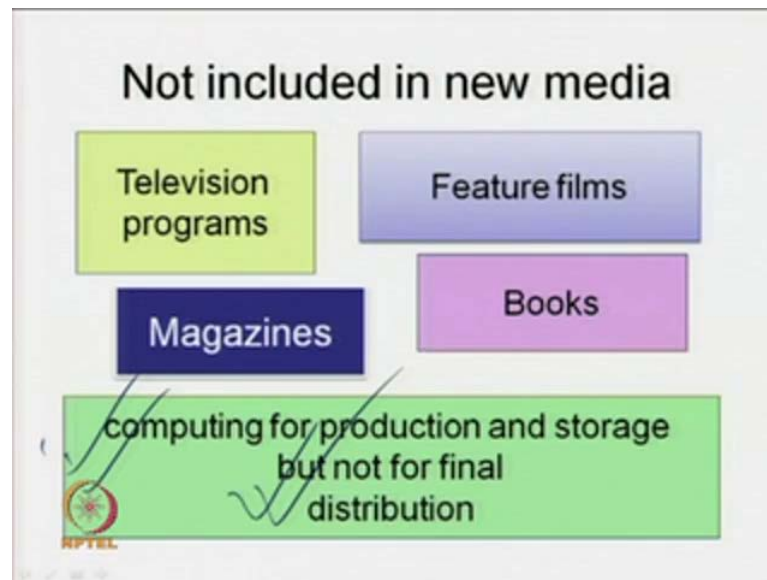 Not included in new media
Television
programs
Feature films
Magazines
Books
computing for production and storage
but not for final
distribution
NPTEL